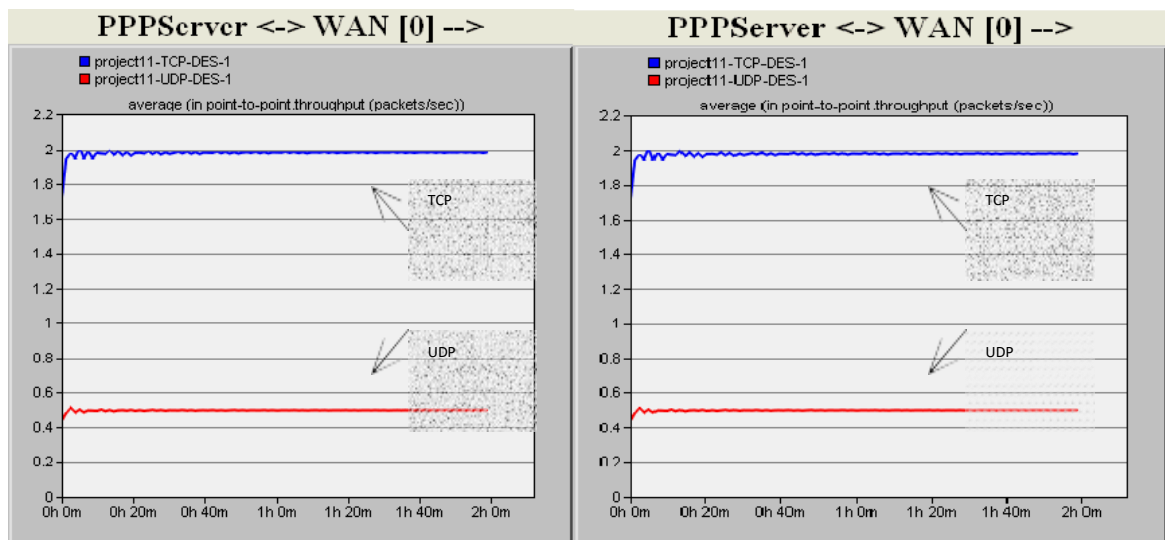 PPPServer <-> WAN [0] -->
project11-TCP-DES-1
project11-UDP-DES-1
average (in point-to-point.throughput (packets/sec))
2.2
2
1.8
1.6
1.4
1.2
1
0.8
0.6
0.4
0.2
0
TCP
UDP
0h 0m 0h 20m 0h 40m 1h 0m 1h 20m 1h 40m 2h 0m
PPPServer <-> WAN [0] -->
project11-TCP-DES-1
project11-UDP-DES-1
average (in point-to-point.throughput (packets/sec))
2.2
2
1.8
1.6
1.4
1.2
1
0.8
0.6
0.4
0.2
0
TCP
UDP
0h 0m 0h 20m 0h 40m 1h 0m 1h 20m 1h 40m 2h 0m